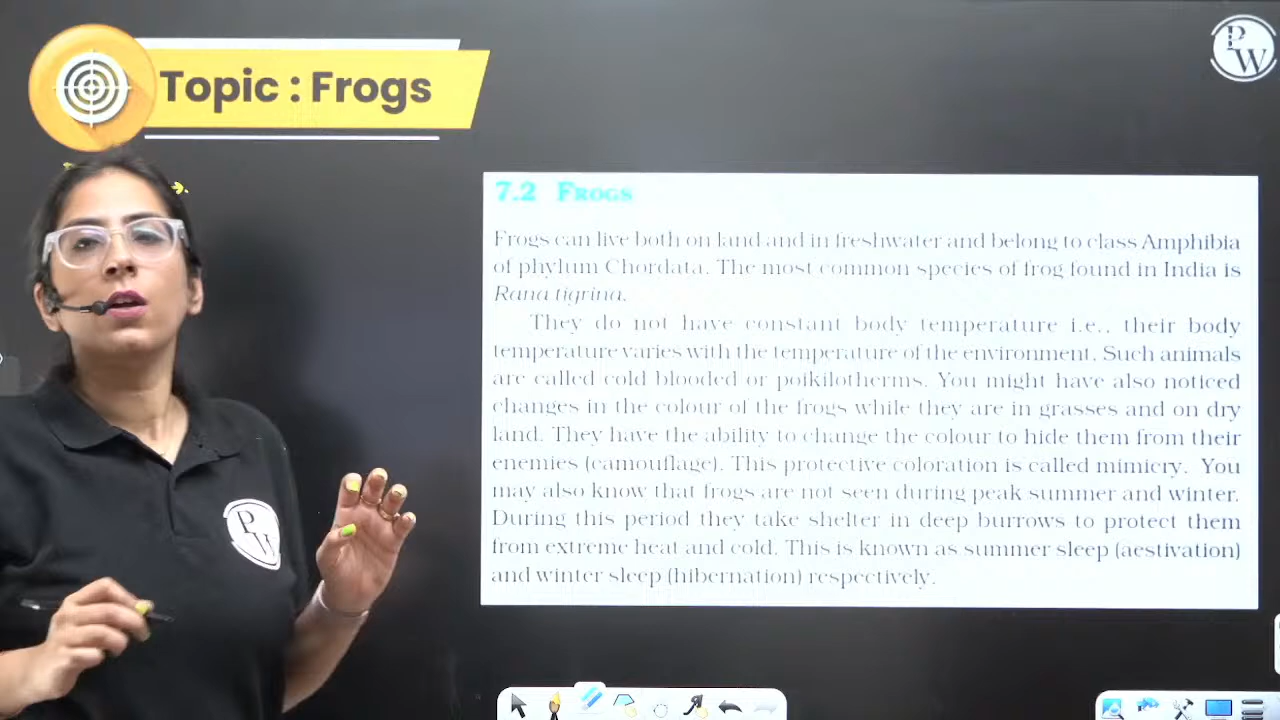 Topic : Frogs
PW
7.2 FROGS
Frogs can live both on land and in freshwater and belong to class Amphibia
of phylum Chordata. The most common species of frog found in India is
Rana tigrina.
They do not have constant body temperature i.e., their body
temperature varies with the temperature of the environment. Such animals
are called cold blooded or poikilotherms. You might have also noticed
changes in the colour of the frogs while they are in grasses and on dry
land. They have the ability to change the colour to hide them from their
enemies (camouflage). This protective coloration is called mimicry. You
may also know that frogs are not seen during peak summer and winter.
During this period they take shelter in deep burrows to protect them
from extreme heat and cold. This is known as summer sleep (aestivation)
and winter sleep (hibernation) respectively.
PW